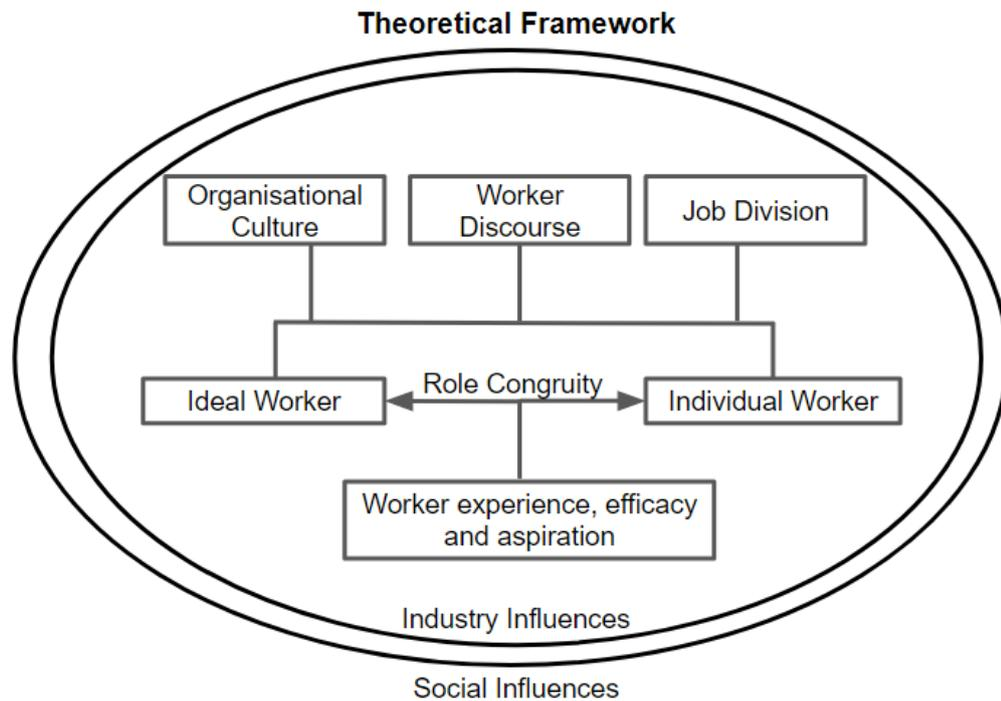 Theoretical Framework
Organisational
Culture
Worker
Discourse
Job Division
Ideal Worker
Role Congruity
Individual Worker
Worker experience, efficacy
and aspiration
Industry Influences
Social Influences